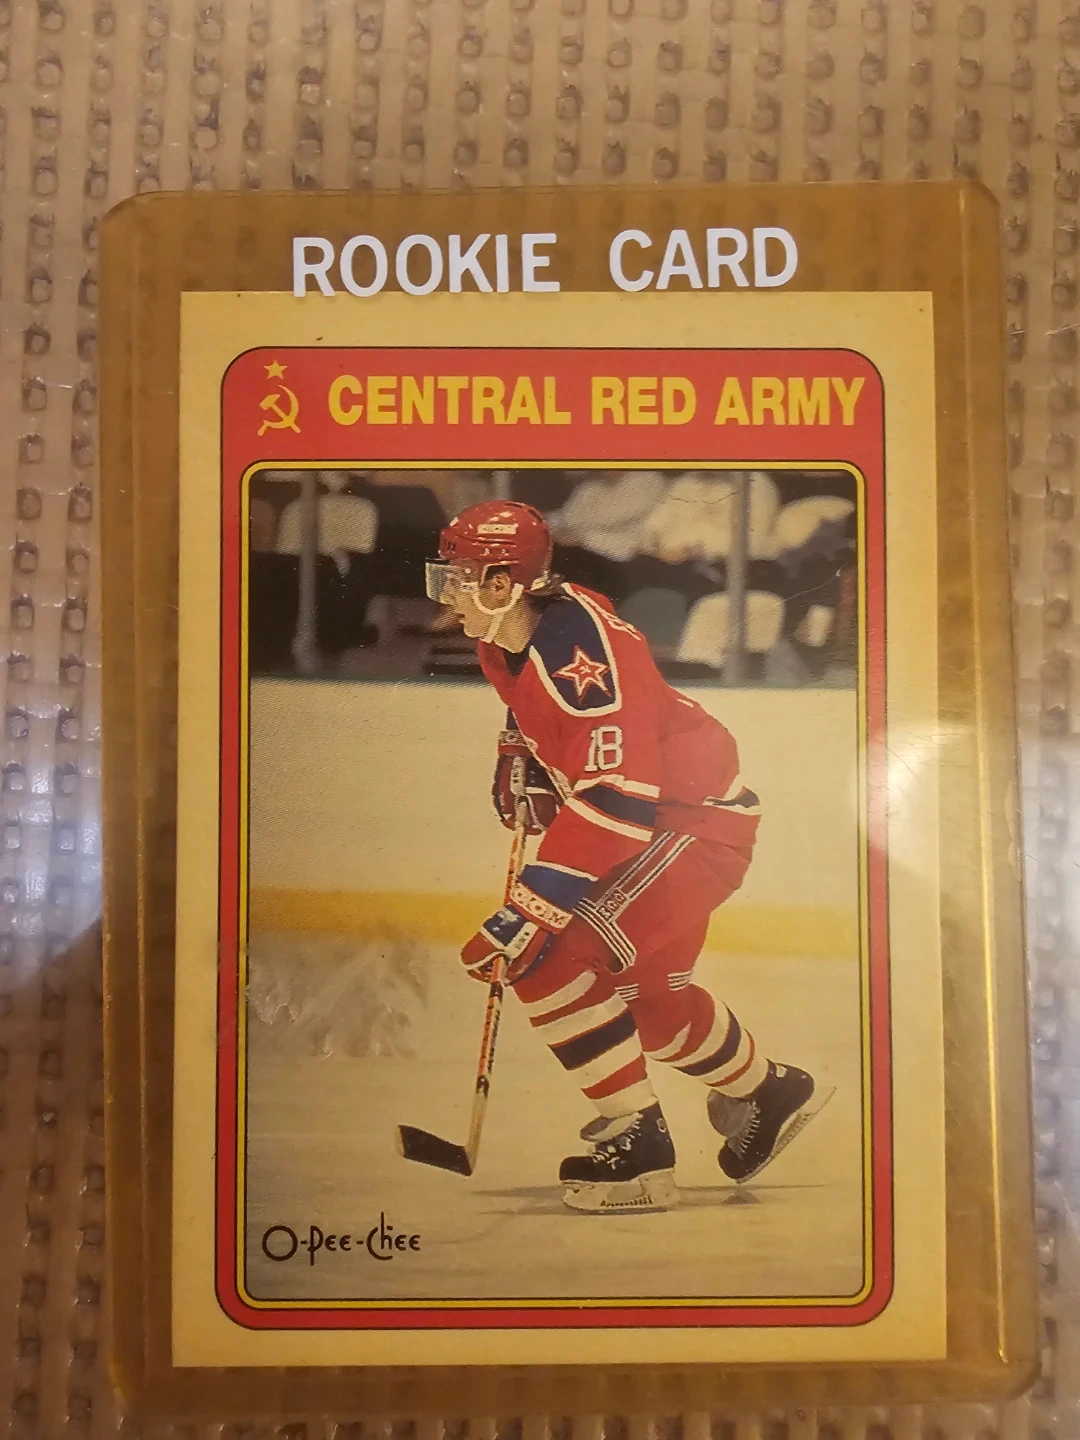 ROOKIE CARD
CENTRAL RED ARMY
18
O-Pee-Chee